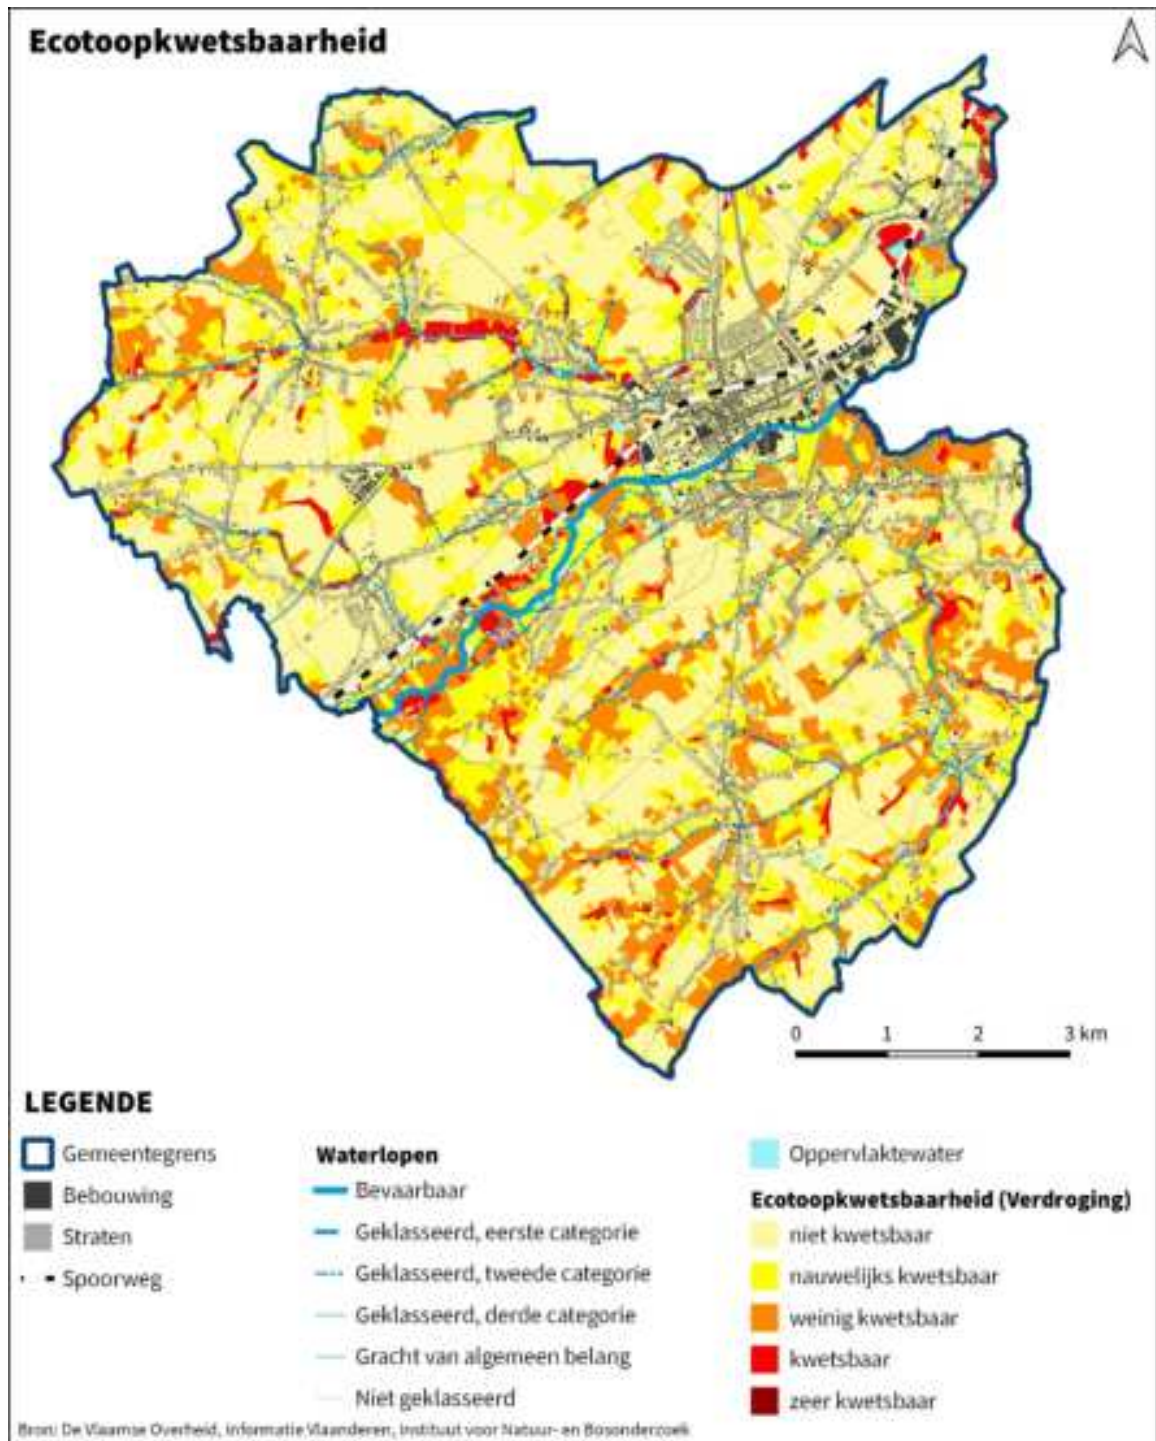 Ecotoopkwetsbaarheid
0 1 2 3 km
LEGENDE
Gemeentegrens
Bebouwing
Straten
Spoorweg
Waterlopen
Bevaarbaar
Geklasseerd, eerste categorie
Geklasseerd, tweede categorie
Geklasseerd, derde categorie
Gracht van algemeen belang
Niet geklasseerd
Oppervlaktewater
Ecotoopkwetsbaarheid (Verdroging)
niet kwetsbaar
nauwelijks kwetsbaar
weinig kwetsbaar
kwetsbaar
zeer kwetsbaar
Bron: De Vlaamse Overheid, Informatie Vlaanderen, Instituut voor Natuur- en Bosonderzoek